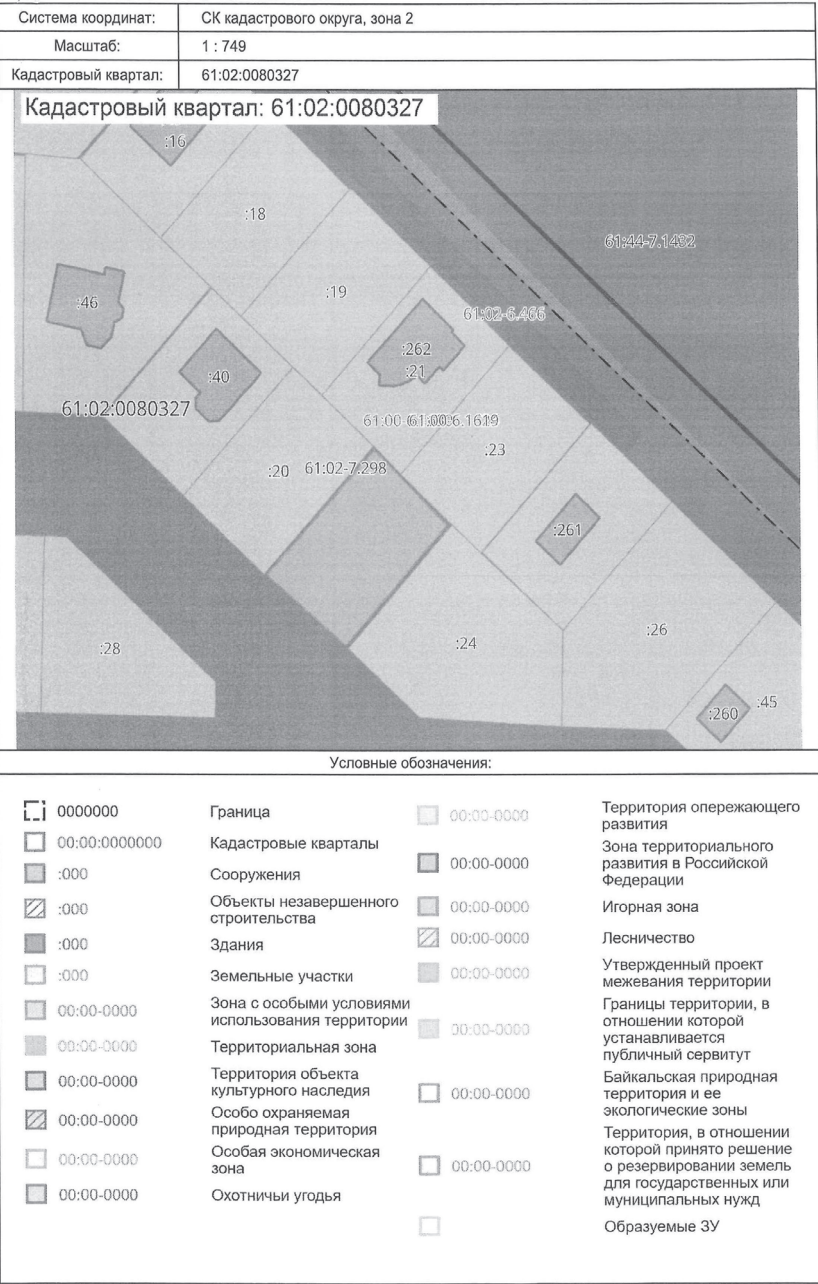 Система координат: СК кадастрового округа, зона 2
Масштаб: 1 : 749
Кадастровый квартал: 61:02:0080327
Кадастровый квартал: 61:02:0080327
:16
:18
61:44-7.1432
:19
:46
61:02-6.466
:262
:40
:21
61:02:0080327
:23
:20
61:02-7.298
:261
:26
:24
:28
:45
:260
Условные обозначения:
0000000 Граница
00:00:0000000 Кадастровые кварталы
:000 Сооружения
:000 Объекты незавершенного
строительства
:000 Здания
:000 Земельные участки
00:00-0000 Зона с особыми условиями
использования территории
00:00-0000 Территориальная зона
00:00-0000 Территория объекта
культурного наследия
00:00-0000 Особо охраняемая
природная территория
00:00-0000 Особая экономическая
зона
00:00-0000 Охотничьи угодья
00:00-0000 Территория опережающего
развития
00:00-0000 Зона территориального
развития в Российской
Федерации
00:00-0000 Игорная зона
00:00-0000 Лесничество
00:00-0000 Утвержденный проект
межевания территории
00:00-0000 Границы территории, в
отношении которой
устанавливается
публичный сервитут
00:00-0000 Байкальская природная
территория и ее
экологические зоны
00:00-0000 Территория, в отношении
которой принято решение
о резервировании земель
для государственных или
муниципальных нужд
Образуемые ЗУ